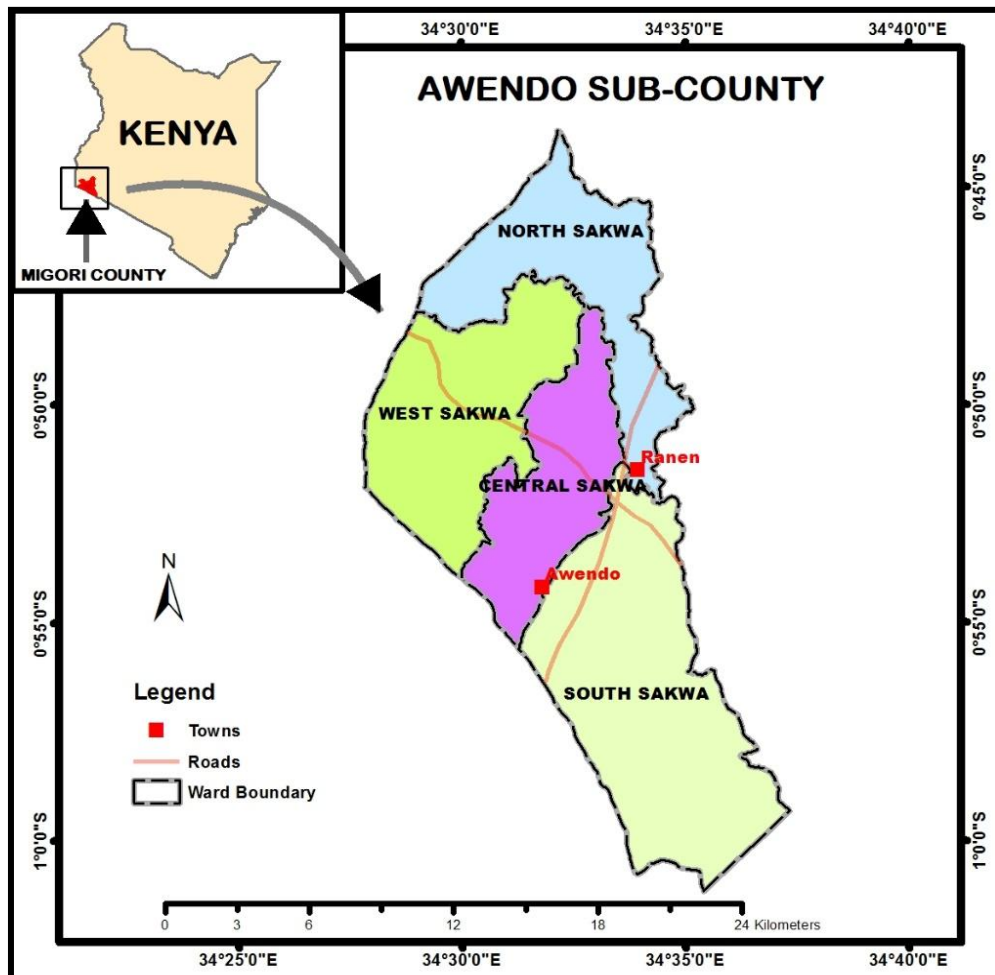 34°30'0"E 34°35'0"E 34°40'0"E
AWENDO SUB-COUNTY
KENYA
MIGORI COUNTY
0°45'0"S 0°45'0"S
NORTH SAKWA
0°50'0"S 0°50'0"S
WEST SAKWA
Ranen
CENTRAL SAKWA
Awendo
N
0°55'0"S 0°55'0"S
SOUTH SAKWA
Legend
Towns
Roads
Ward Boundary
1°0'0"S 1°0'0"S
0 3 6 12 18 24 Kilometers
34°25'0"E 34°30'0"E 34°35'0"E 34°40'0"E